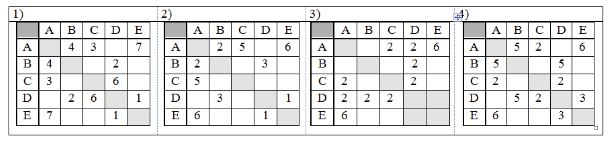 1)
A B C D E
A 4 3 7
B 4 2
C 3 6
D 2 6 1
E 7 1
2)
A B C D E
A 2 5 6
B 2 3
C 5
D 3 1
E 6 1
3)
A B C D E
A 2 2 6
B 2
C 2 2
D 2 2 2
E 6
4)
A B C D E
A 5 2 6
B 5 5
C 2 2
D 5 2 3
E 6 3